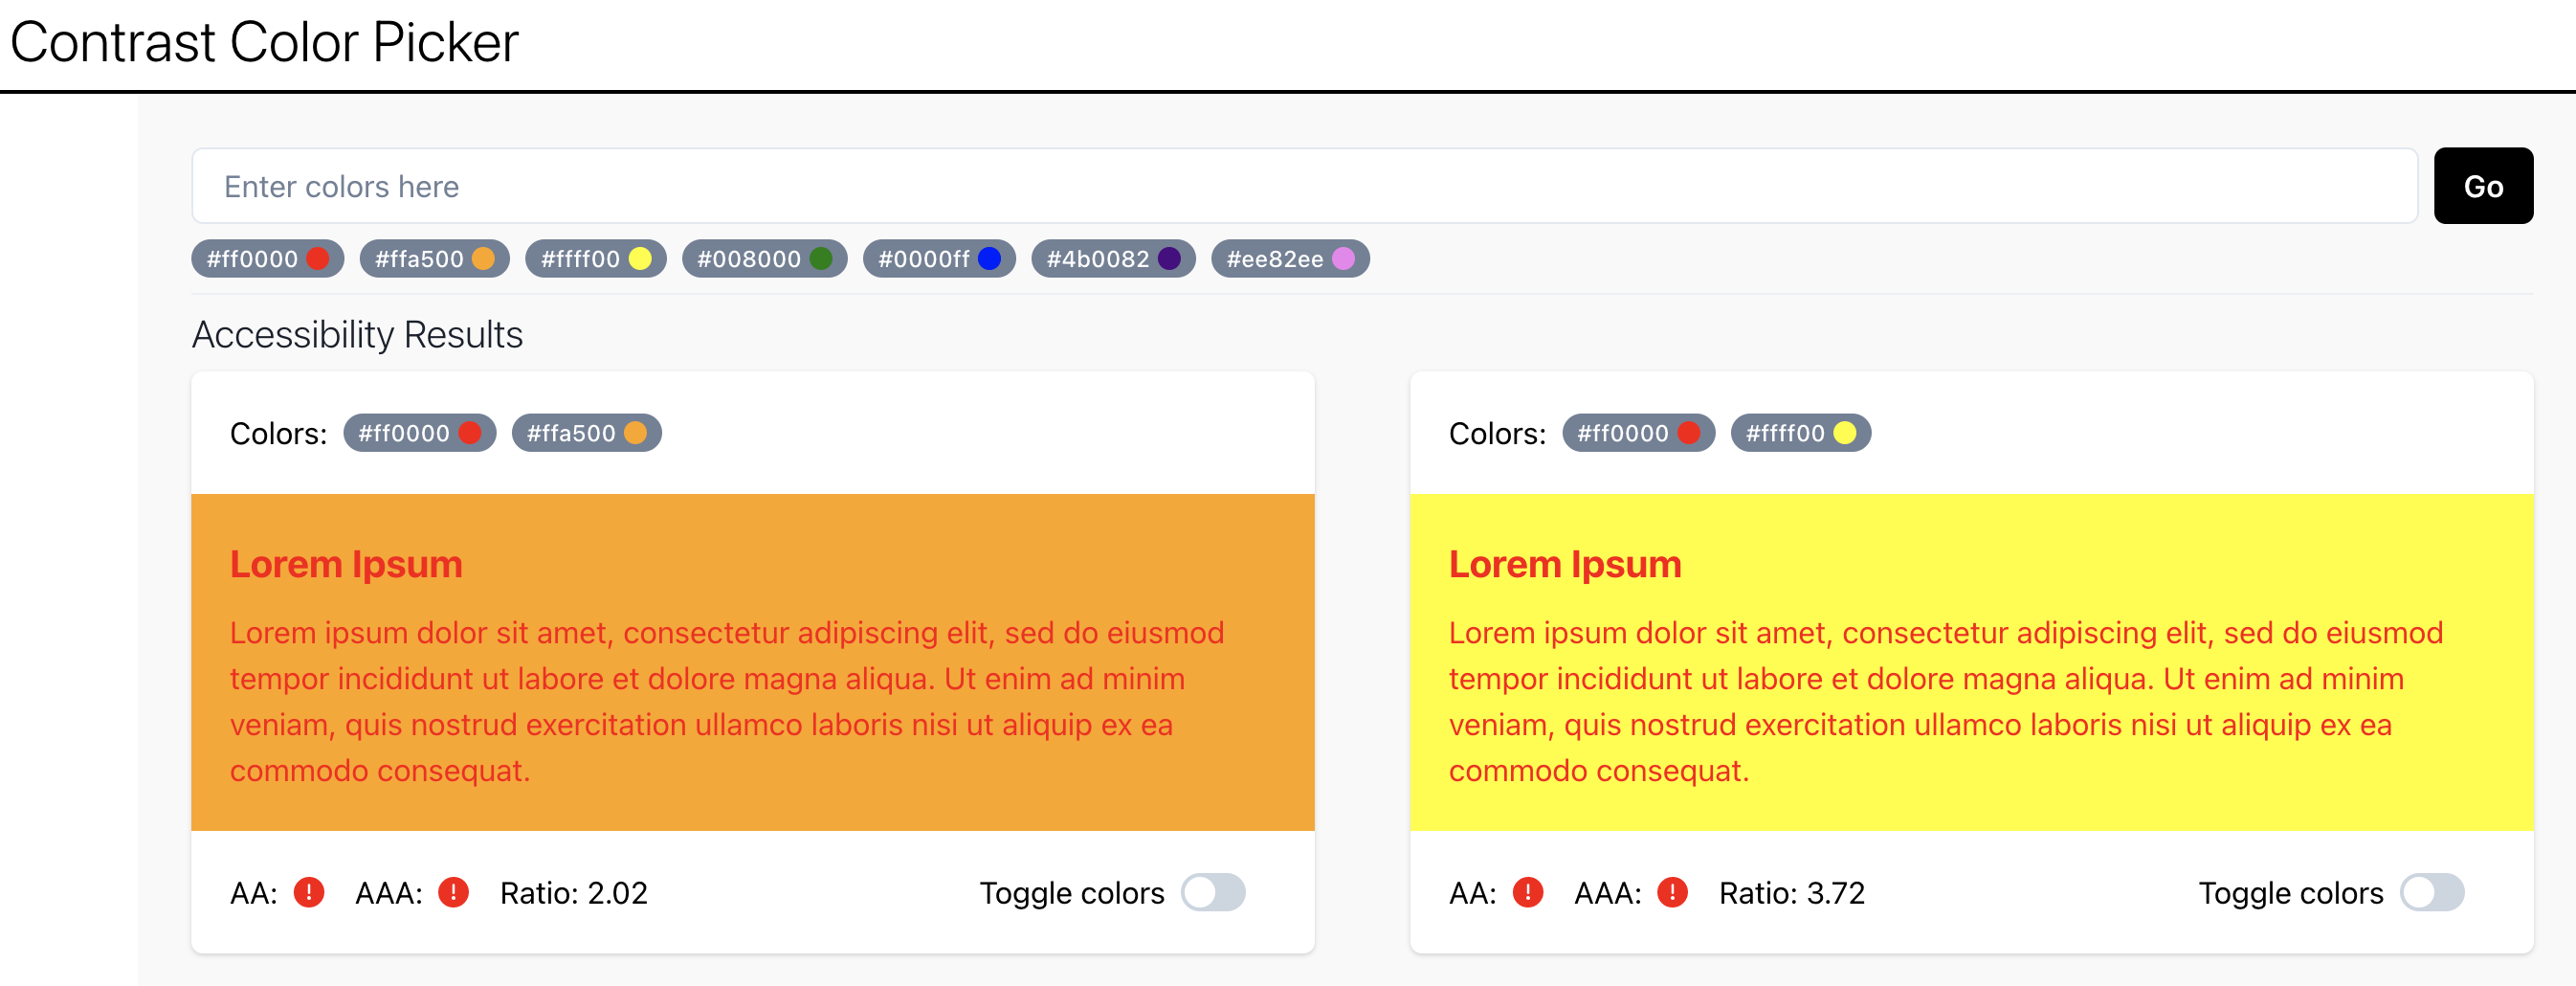 Contrast Color Picker
Enter colors here
Go
#ff0000 #ffa500 #ffff00 #008000 #0000ff #4b0082 #ee82ee
Accessibility Results
Colors: #ff0000 #ffa500
Lorem Ipsum
Lorem ipsum dolor sit amet, consectetur adipiscing elit, sed do eiusmod
tempor incididunt ut labore et dolore magna aliqua. Ut enim ad minim
veniam, quis nostrud exercitation ullamco laboris nisi ut aliquip ex ea
commodo consequat.
AA: ! AAA: ! Ratio: 2.02 Toggle colors
Colors: #ff0000 #ffff00
Lorem Ipsum
Lorem ipsum dolor sit amet, consectetur adipiscing elit, sed do eiusmod
tempor incididunt ut labore et dolore magna aliqua. Ut enim ad minim
veniam, quis nostrud exercitation ullamco laboris nisi ut aliquip ex ea
commodo consequat.
AA: ! AAA: ! Ratio: 3.72 Toggle colors